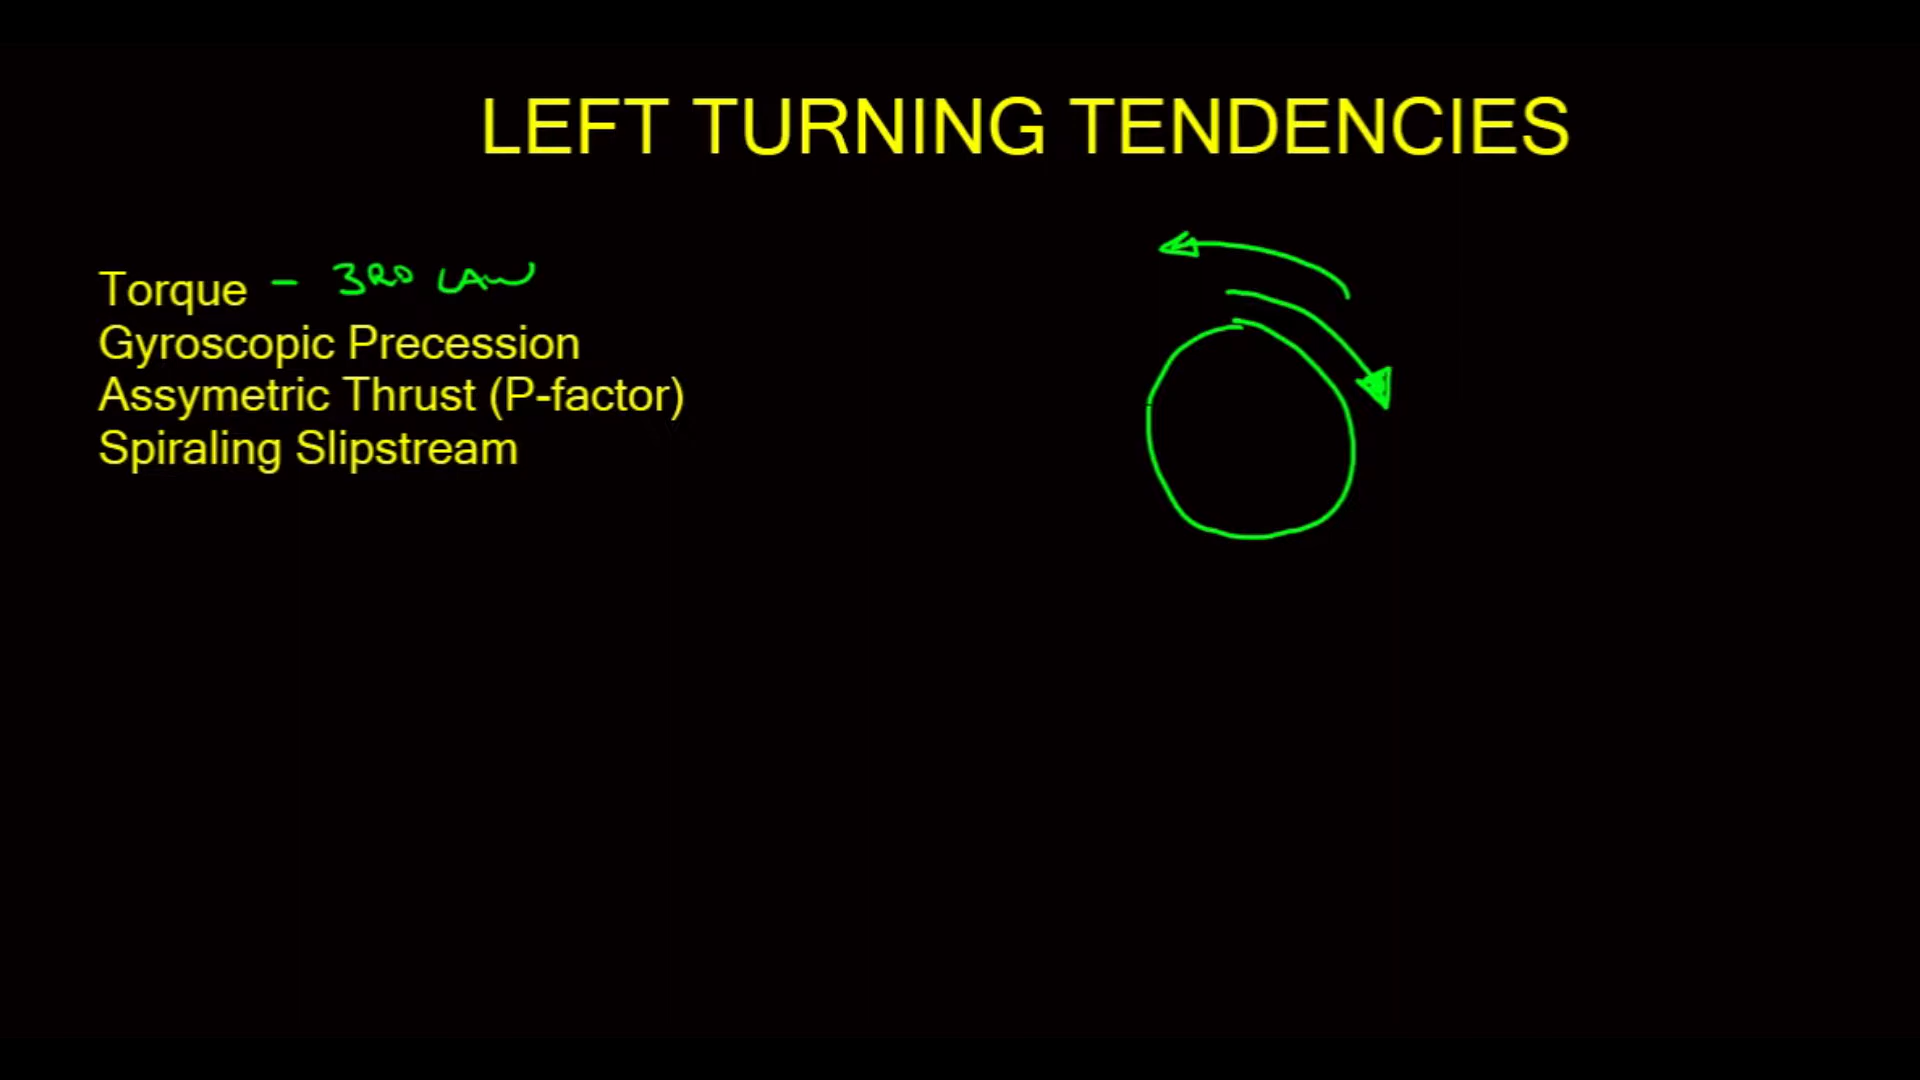 LEFT TURNING TENDENCIES
Torque - 3RD LAW
Gyroscopic Precession
Assymetric Thrust (P-factor)
Spiraling Slipstream